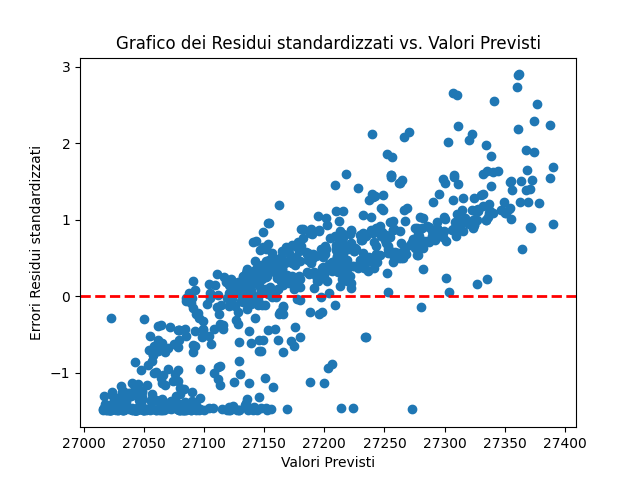 Grafico dei Residui standardizzati vs. Valori Previsti
Errori Residui standardizzati
3
2
1
0
−1
27000 27050 27100 27150 27200 27250 27300 27350 27400
Valori Previsti